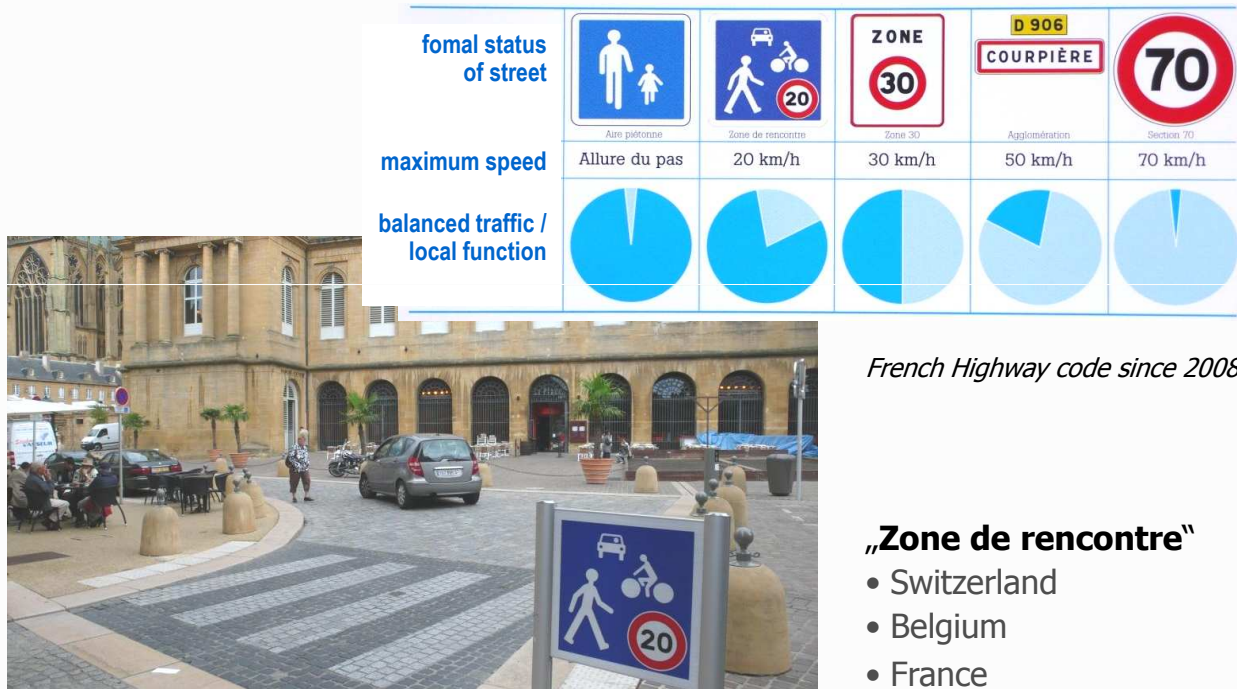 fomal status
of street
D 906
COURPIÈRE
ZONE
30
20
70
Aire piétonne
Zone de rencontre
Zone 30
Agglomération
Section 70
maximum speed
Allure du pas
20 km/h
30 km/h
50 km/h
70 km/h
balanced traffic /
local function
French Highway code since 2008
20
„Zone de rencontre“
• Switzerland
• Belgium
• France